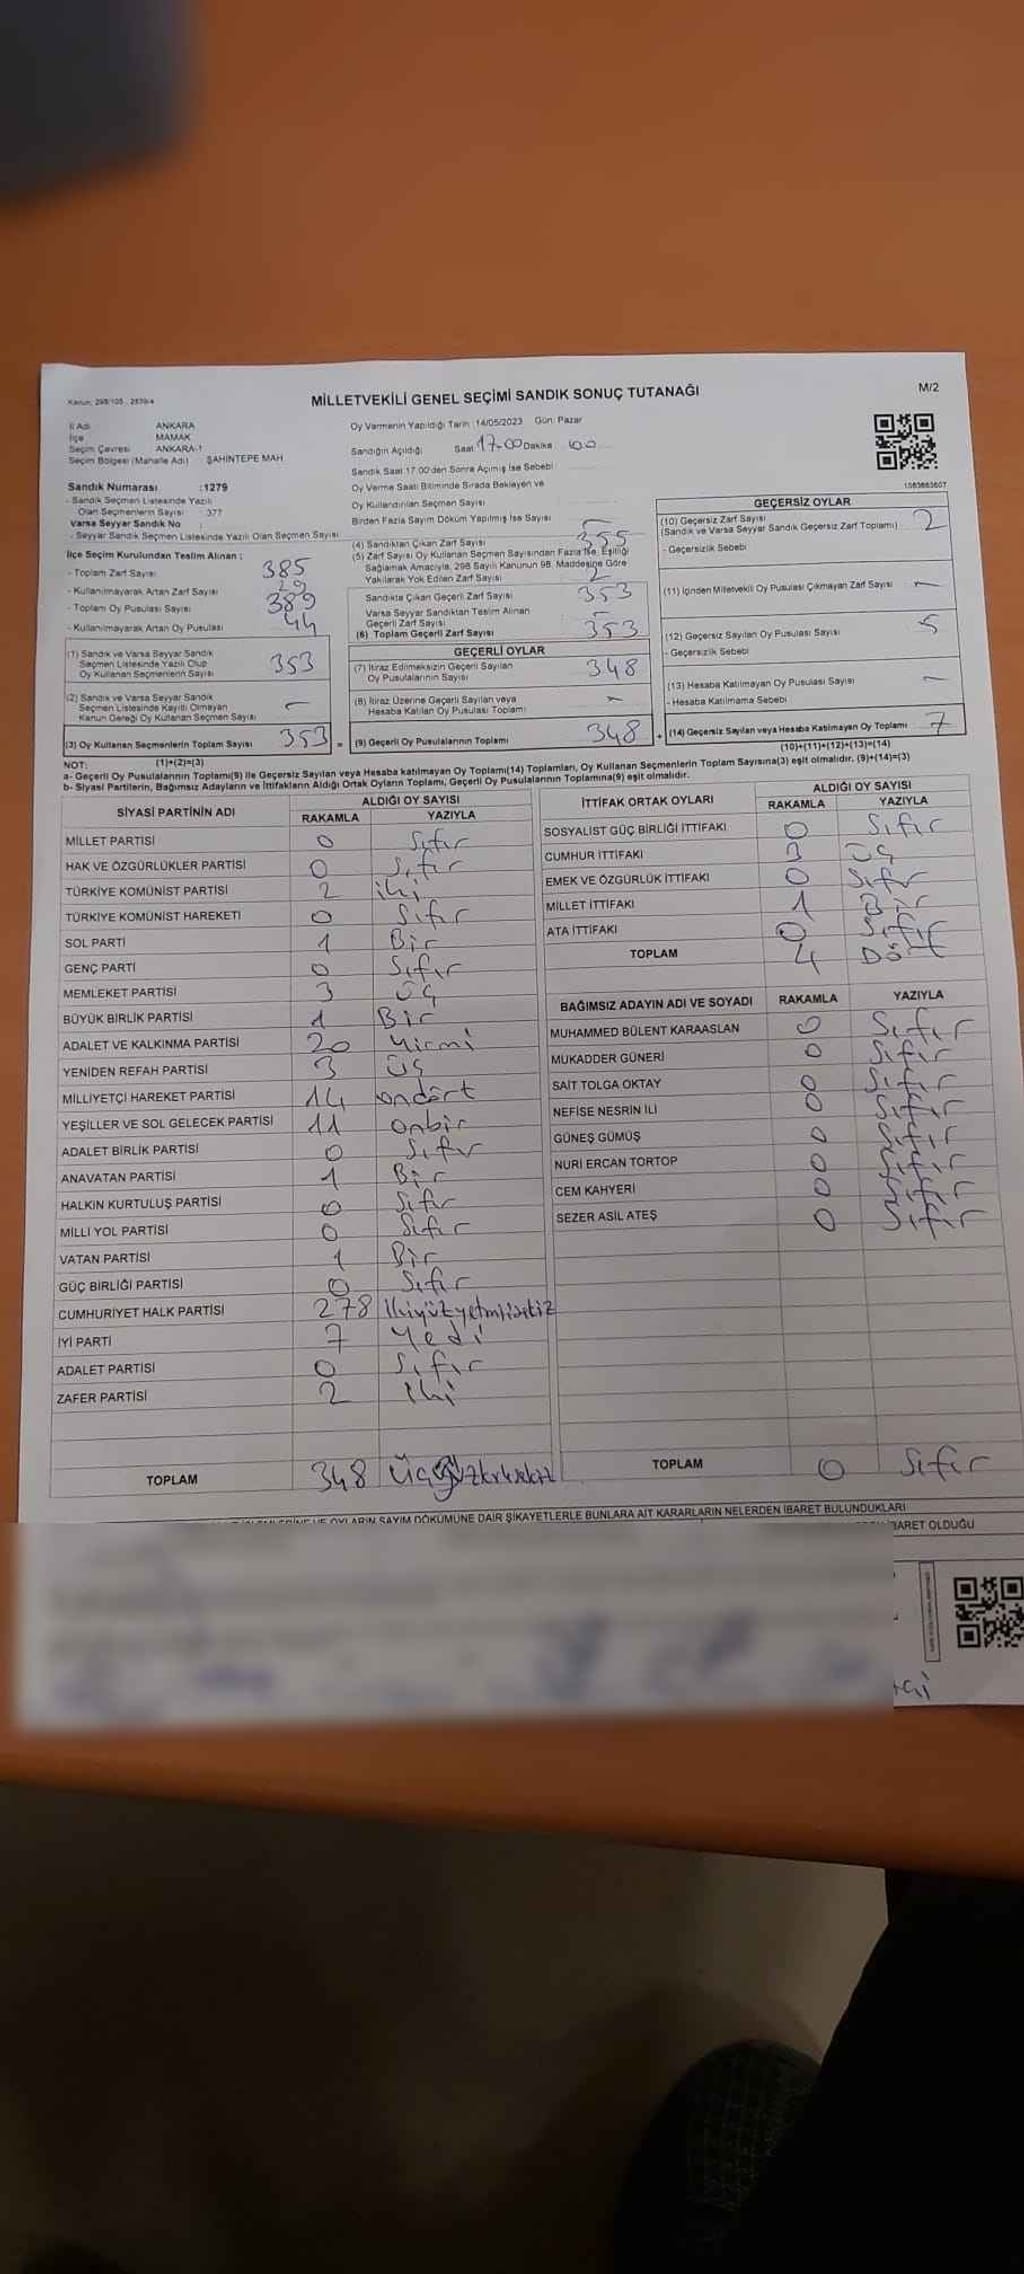 Kanun: 298/105 , 2839/4
MİLLETVEKİLİ GENEL SEÇİMİ SANDIK SONUÇ TUTANAĞI
M/2
İl Adı ANKARA
İlçe MAMAK
Seçim Çevresi ANKARA-1
Seçim Bölgesi (Mahalle Adı) ŞAHİNTEPE MAH
Sandık Numarası :1279
- Sandık Seçmen Listesinde Yazılı
Olan Seçmenlerin Sayısı : 377
Varsa Seyyar Sandık No :
- Seyyar Sandık Seçmen Listesinde Yazılı Olan Seçmen Sayısı
İlçe Seçim Kurulundan Teslim Alınan :
- Toplam Zarf Sayısı 385
- Kullanılmayarak Artan Zarf Sayısı 29
- Toplam Oy Pusulası Sayısı 389
- Kullanılmayarak Artan Oy Pusulası 44
(1) Sandık ve Varsa Seyyar Sandık
Seçmen Listesinde Yazılı Olup
Oy Kullanan Seçmenlerin Sayısı 353
(2) Sandık ve Varsa Seyyar Sandık
Seçmen Listesinde Kayıtlı Olmayan
Kanun Gereği Oy Kullanan Seçmen Sayısı -
(3) Oy Kullanan Seçmenlerin Toplam Sayısı 353 =
Oy Vermenin Yapıldığı Tarih :14/05/2023 Gün: Pazar
Sandığın Açıldığı Saat 17.00 Dakika 00
Sandık Saat 17:00'den Sonra Açılmış İse Sebebi
Oy Verme Saati Bitiminde Sırada Bekleyen ve
Oy Kullandırılan Seçmen Sayısı
Birden Fazla Sayım Döküm Yapılmış İse Sayısı
(4) Sandıktan Çıkan Zarf Sayısı 355
(5) Zarf Sayısı Oy Kullanan Seçmen Sayısından Fazla İse, Eşitliği
Sağlamak Amacıyla, 298 Sayılı Kanunun 98. Maddesine Göre
Yakılarak Yok Edilen Zarf Sayısı 2
Sandıkta Çıkan Geçerli Zarf Sayısı 353
Varsa Seyyar Sandıktan Teslim Alınan
Geçerli Zarf Sayısı
(6) Toplam Geçerli Zarf Sayısı 353
GEÇERLİ OYLAR
(7) İtiraz Edilmeksizin Geçerli Sayılan
Oy Pusulalarının Sayısı 348
(8) İtiraz Üzerine Geçerli Sayılan veya
Hesaba Katılan Oy Pusulası Toplamı -
(9) Geçerli Oy Pusulalarının Toplamı 348 +
1083883607
GEÇERSİZ OYLAR
(10) Geçersiz Zarf Sayısı 2
(Sandık ve Varsa Seyyar Sandık Geçersiz Zarf Toplamı)
- Geçersizlik Sebebi
(11) İçinden Milletvekili Oy Pusulası Çıkmayan Zarf Sayısı -
(12) Geçersiz Sayılan Oy Pusulası Sayısı 5
- Geçersizlik Sebebi
(13) Hesaba Katılmayan Oy Pusulası Sayısı -
- Hesaba Katılmama Sebebi
(14) Geçersiz Sayılan veya Hesaba Katılmayan Oy Toplamı 7
(10)+(11)+(12)+(13)=(14)
NOT: (1)+(2)=(3)
a- Geçerli Oy Pusulalarının Toplamı(9) ile Geçersiz Sayılan veya Hesaba katılmayan Oy Toplamı(14) Toplamları, Oy Kullanan Seçmenlerin Toplam Sayısına(3) eşit olmalıdır. (9)+(14)=(3)
b- Siyasi Partilerin, Bağımsız Adayların ve İttifakların Aldığı Ortak Oyların Toplamı, Geçerli Oy Pusulalarının Toplamına(9) eşit olmalıdır.
SİYASİ PARTİNİN ADI ALDIĞI OY SAYISI
RAKAMLA YAZIYLA
MİLLET PARTİSİ 0 Sıfır
HAK VE ÖZGÜRLÜKLER PARTİSİ 0 Sıfır
TÜRKİYE KOMÜNİST PARTİSİ 2 iki
TÜRKİYE KOMÜNİST HAREKETİ 0 Sıfır
SOL PARTİ 1 Bir
GENÇ PARTİ 0 Sıfır
MEMLEKET PARTİSİ 3 üç
BÜYÜK BİRLİK PARTİSİ 1 Bir
ADALET VE KALKINMA PARTİSİ 20 Yirmi
YENİDEN REFAH PARTİSİ 3 üç
MİLLİYETÇİ HAREKET PARTİSİ 14 ondört
YEŞİLLER VE SOL GELECEK PARTİSİ 11 onbir
ADALET BİRLİK PARTİSİ 0 Sıfır
ANAVATAN PARTİSİ 1 Bir
HALKIN KURTULUŞ PARTİSİ 0 Sıfır
MİLLİ YOL PARTİSİ 0 Sıfır
VATAN PARTİSİ 1 Bir
GÜÇ BİRLİĞİ PARTİSİ 0 Sıfır
CUMHURİYET HALK PARTİSİ 278 İkiyüzyetmişsekiz
İYİ PARTİ 7 Yedi
ADALET PARTİSİ 0 Sıfır
ZAFER PARTİSİ 2 iki
TOPLAM 348 Üçyüzkırksekiz
İTTİFAK ORTAK OYLARI ALDIĞI OY SAYISI
RAKAMLA YAZIYLA
SOSYALİST GÜÇ BİRLİĞİ İTTİFAKI 0 Sıfır
CUMHUR İTTİFAKI 3 üç
EMEK VE ÖZGÜRLÜK İTTİFAKI 0 Sıfır
MİLLET İTTİFAKI 1 Bir
ATA İTTİFAKI 0 Sıfır
TOPLAM 4 Dört
BAĞIMSIZ ADAYIN ADI VE SOYADI RAKAMLA YAZIYLA
MUHAMMED BÜLENT KARAASLAN 0 Sıfır
MUKADDER GÜNERİ 0 Sıfır
SAİT TOLGA OKTAY 0 Sıfır
NEFİSE NESRİN İLİ 0 Sıfır
GÜNEŞ GÜMÜŞ 0 Sıfır
NURİ ERCAN TORTOP 0 Sıfır
CEM KAHYERİ 0 Sıfır
SEZER ASİL ATEŞ 0 Sıfır
TOPLAM 0 Sıfır
VE OYLARIN SAYIM DÖKÜMÜNE DAİR ŞİKAYETLERLE BUNLARA AİT KARARLARIN NELERDEN İBARET BULUNDUKLARI
İBARET OLDUĞU